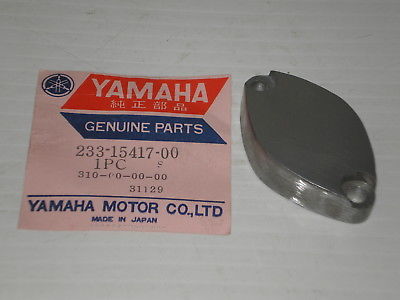 YAMAHA
純正部品
GENUINE PARTS
233-15417-00
1PC S
310-00-00-00
31129
YAMAHA MOTOR CO.,LTD
MADE IN JAPAN